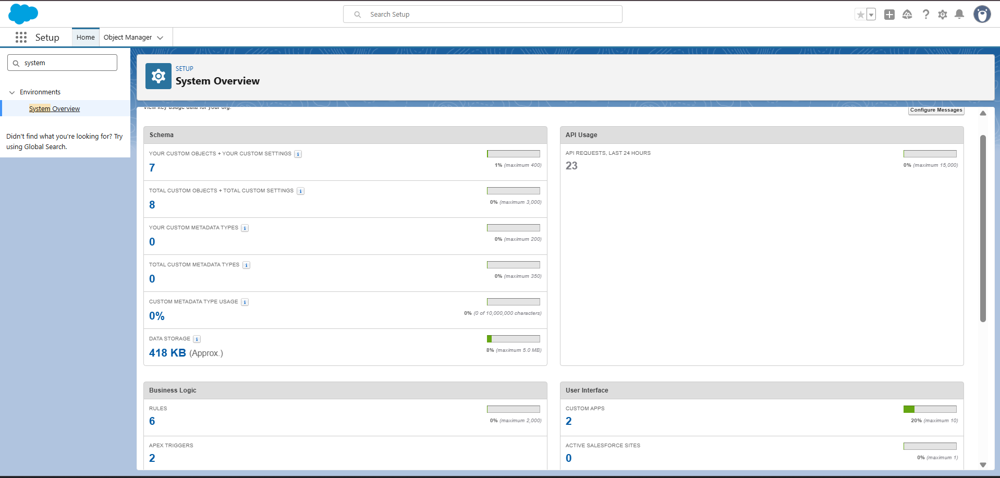 Search Setup
Setup
Home
Object Manager
system
Environments
System Overview
Didn't find what you're looking for? Try
using Global Search.
SETUP
System Overview
View key usage data for your org.
Configure Messages
Schema
YOUR CUSTOM OBJECTS + YOUR CUSTOM SETTINGS i
7
1% (maximum 400)
TOTAL CUSTOM OBJECTS + TOTAL CUSTOM SETTINGS i
8
0% (maximum 3,000)
YOUR CUSTOM METADATA TYPES i
0
0% (maximum 200)
TOTAL CUSTOM METADATA TYPES i
0
0% (maximum 350)
CUSTOM METADATA TYPE USAGE i
0%
0% (0 of 10,000,000 characters)
DATA STORAGE i
418 KB (Approx.)
8% (maximum 5.0 MB)
API Usage
API REQUESTS, LAST 24 HOURS
23
0% (maximum 15,000)
Business Logic
RULES
6
0% (maximum 2,000)
APEX TRIGGERS
2
User Interface
CUSTOM APPS
2
20% (maximum 10)
ACTIVE SALESFORCE SITES
0
0% (maximum 1)